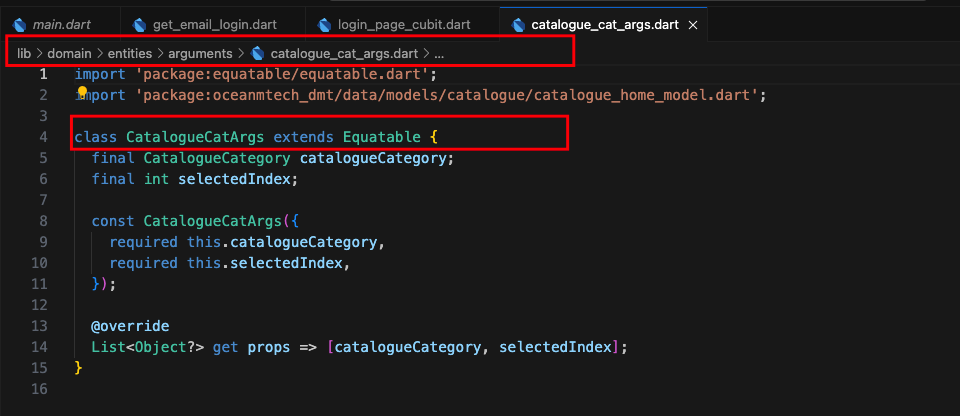 main.dart get_email_login.dart login_page_cubit.dart catalogue_cat_args.dart ×
lib > domain > entities > arguments > catalogue_cat_args.dart > ...
1 import 'package:equatable/equatable.dart';
2 import 'package:oceanmtech_dmt/data/models/catalogue/catalogue_home_model.dart';
3
4 class CatalogueCatArgs extends Equatable {
5   final CatalogueCategory catalogueCategory;
6   final int selectedIndex;
7
8   const CatalogueCatArgs({
9     required this.catalogueCategory,
10     required this.selectedIndex,
11   });
12
13   @override
14   List<Object?> get props => [catalogueCategory, selectedIndex];
15 }
16